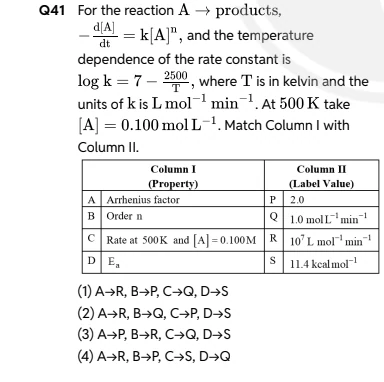 Q41 For the reaction A → products,
−d[A]/dt = k[A]ⁿ, and the temperature
dependence of the rate constant is
log k = 7 − 2500/T, where T is in kelvin and the
units of k is L mol⁻¹ min⁻¹. At 500 K take
[A] = 0.100 mol L⁻¹. Match Column I with
Column II.
Column I (Property) Column II (Label Value)
A Arrhenius factor P 2.0
B Order n Q 1.0 mol L⁻¹ min⁻¹
C Rate at 500K and [A] = 0.100M R 10⁷ L mol⁻¹ min⁻¹
D Eₐ S 11.4 kcal mol⁻¹
(1) A→R, B→P, C→Q, D→S
(2) A→R, B→Q, C→P, D→S
(3) A→P, B→R, C→Q, D→S
(4) A→R, B→P, C→S, D→Q